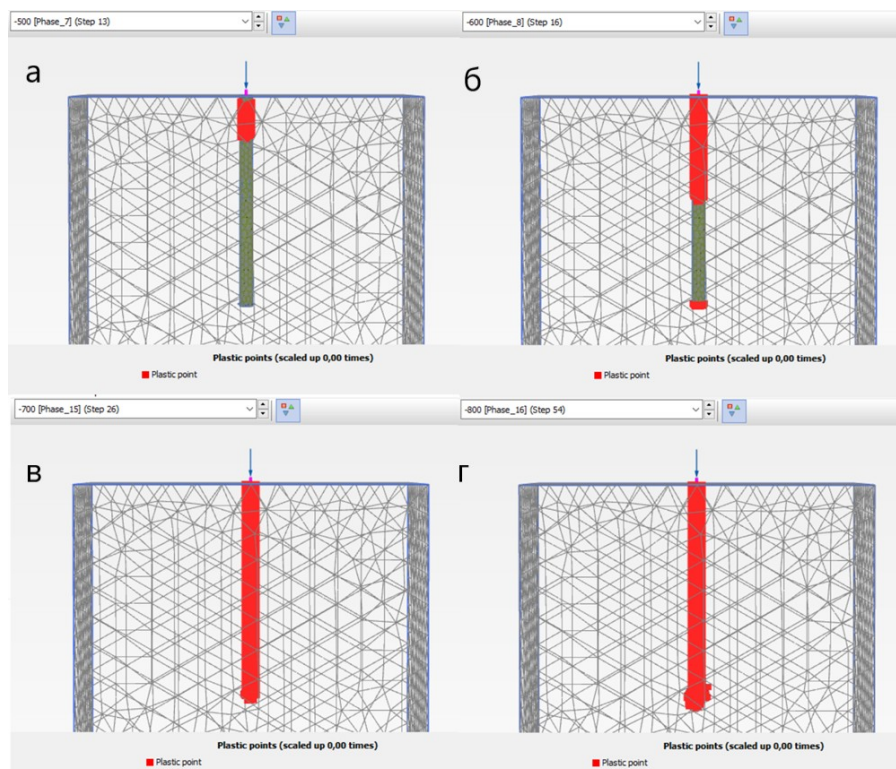 -500 [Phase_7] (Step 13)
-600 [Phase_8] (Step 16)
а
б
Plastic points (scaled up 0,00 times)
Plastic point
Plastic points (scaled up 0,00 times)
Plastic point
-700 [Phase_15] (Step 26)
-800 [Phase_16] (Step 54)
в
г
Plastic points (scaled up 0,00 times)
Plastic point
Plastic points (scaled up 0,00 times)
Plastic point